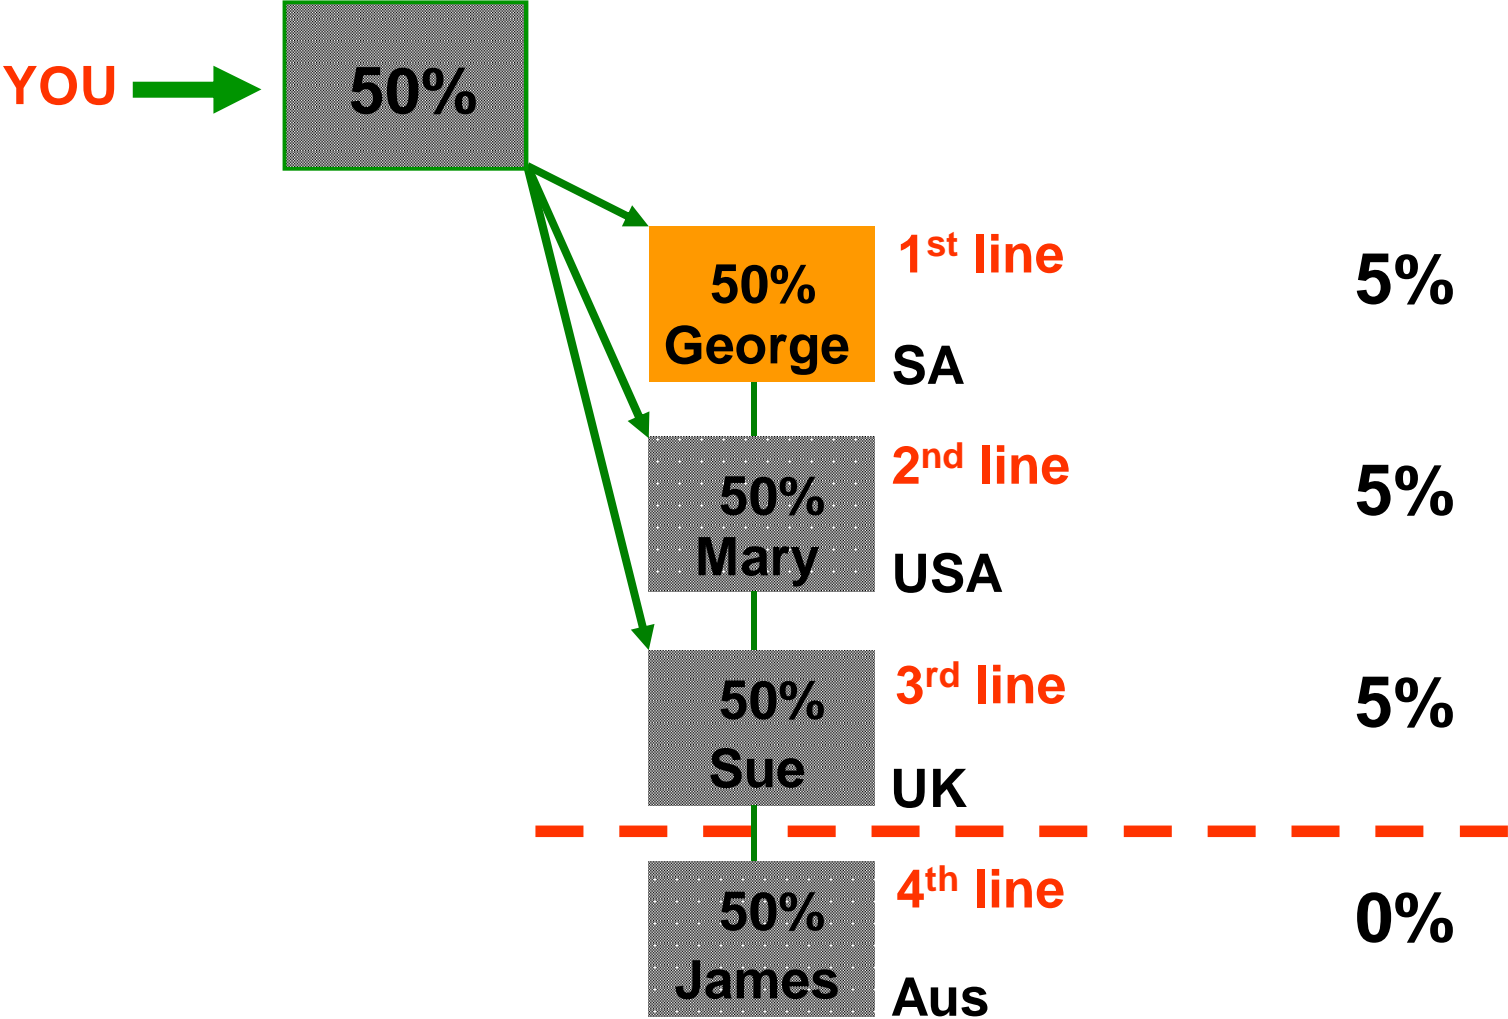 YOU
50%
50%
George
1st line
5%
SA
50%
Mary
2nd line
5%
USA
50%
Sue
3rd line
5%
UK
50%
James
4th line
0%
Aus